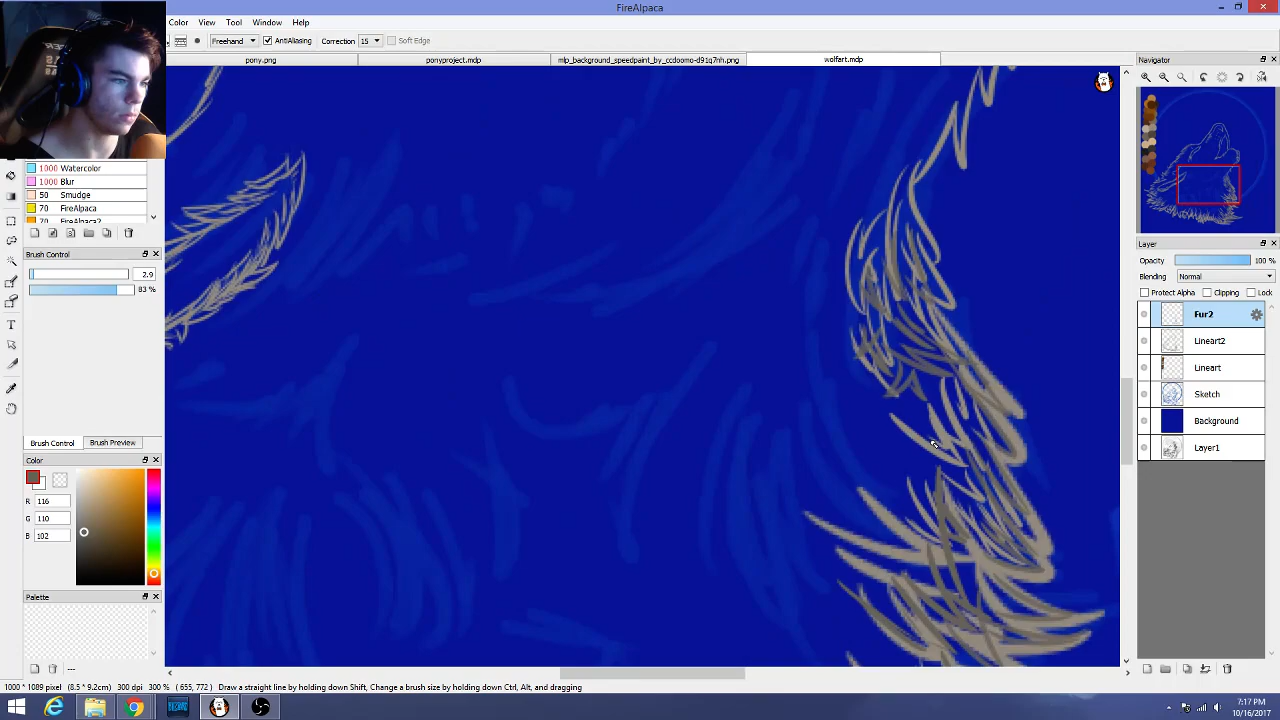 FireAlpaca
Color View Tool Window Help
Freehand AntiAliasing Correction 15 Soft Edge
pony.png ponyproject.mdp mlp_background_speedpaint_by_ccdoomo-d91q7nh.png wolfart.mdp
Navigator
1000 Watercolor
1000 Blur
50 Smudge
70 FireAlpaca
70 FireAlpaca2
Brush Control
2.9
83 %
Brush Control Brush Preview
Color
R 116
G 110
B 102
Palette
---
Layer
Opacity 100 %
Blending Normal
Protect Alpha Clipping Lock
Fur2
Lineart2
Lineart
Sketch
Background
Layer1
1000 * 1089 pixel (8.5 * 9.2cm) 300 dpi 300 % ( 655, 772 ) Draw a straight line by holding down Shift, Change a brush size by holding down Ctrl, Alt, and dragging
7:17 PM
10/16/2017